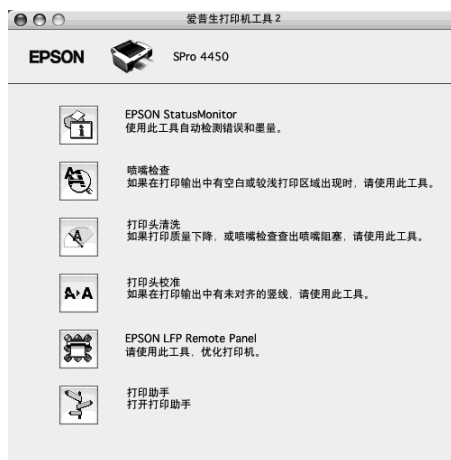 爱普生打印机工具 2
EPSON
SPro 4450
EPSON StatusMonitor
使用此工具自动检测错误和墨量。
喷嘴检查
如果在打印输出中有空白或较浅打印区域出现时，请使用此工具。
打印头清洗
如果打印质量下降，或喷嘴检查查出喷嘴阻塞，请使用此工具。
打印头校准
如果在打印输出中有未对齐的竖线，请使用此工具。
EPSON LFP Remote Panel
请使用此工具，优化打印机。
打印助手
打开打印助手